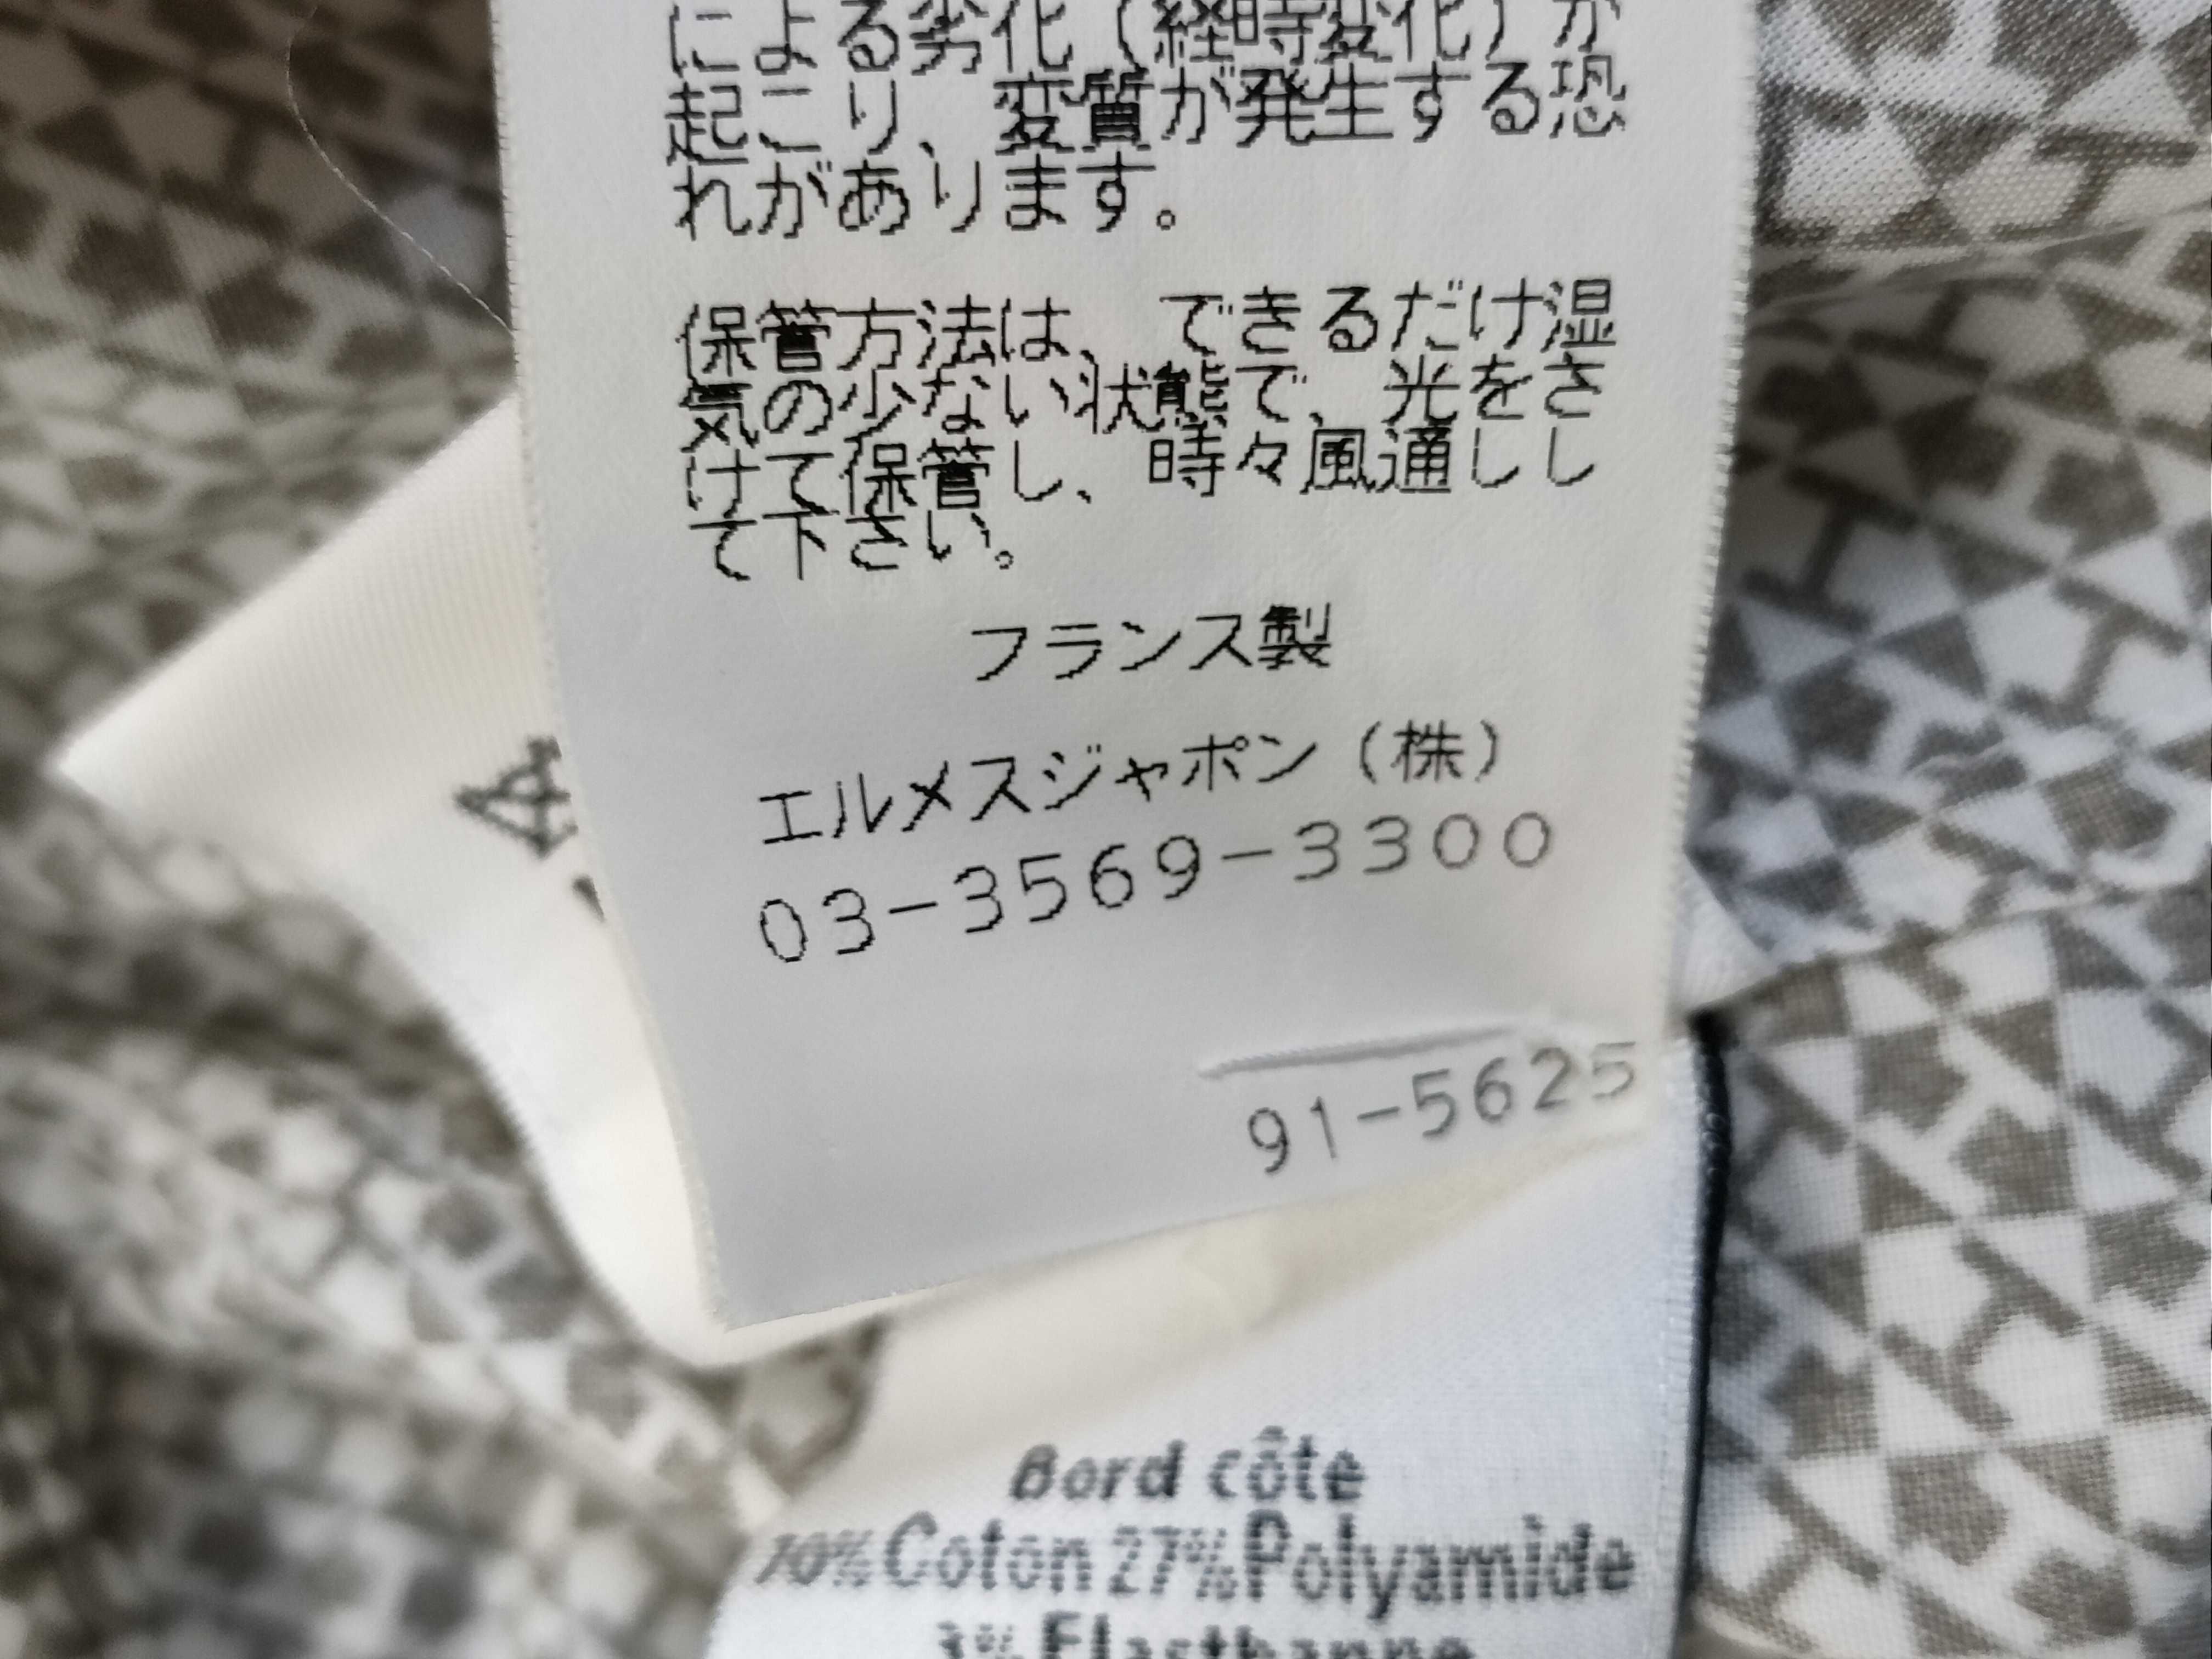 による劣化（経時変化）が
起こり、変質が発生する恐
れがあります。
保管方法は、できるだけ湿
気の少ない状態で、光をさ
けて保管し、時々風通しし
て下さい。
フランス製
エルメスジャポン（株）
03-3569-3300
91-5625
Bord côte
70% Coton 27% Polyamide
3% Elasthanne